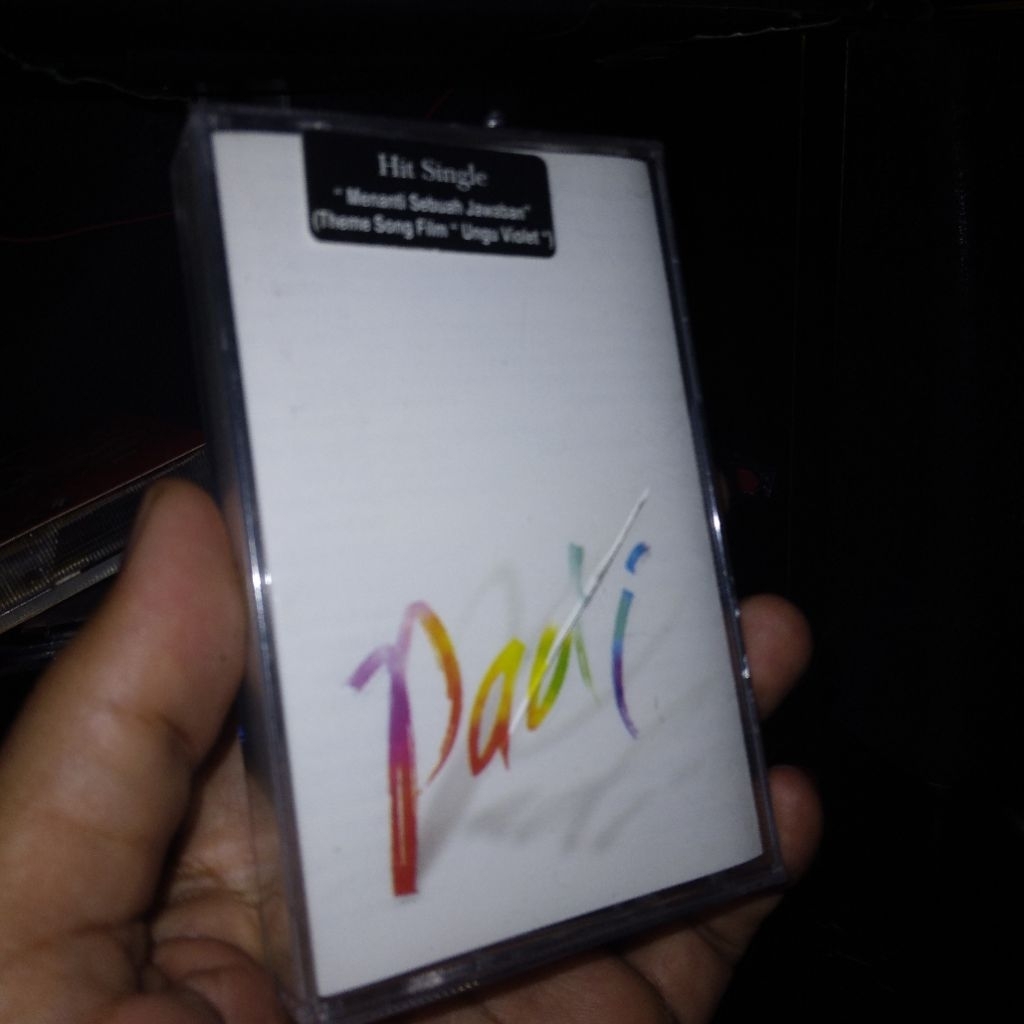 Hit Single
" Menanti Sebuah Jawaban"
(Theme Song Film " Ungu Violet ")
Padi